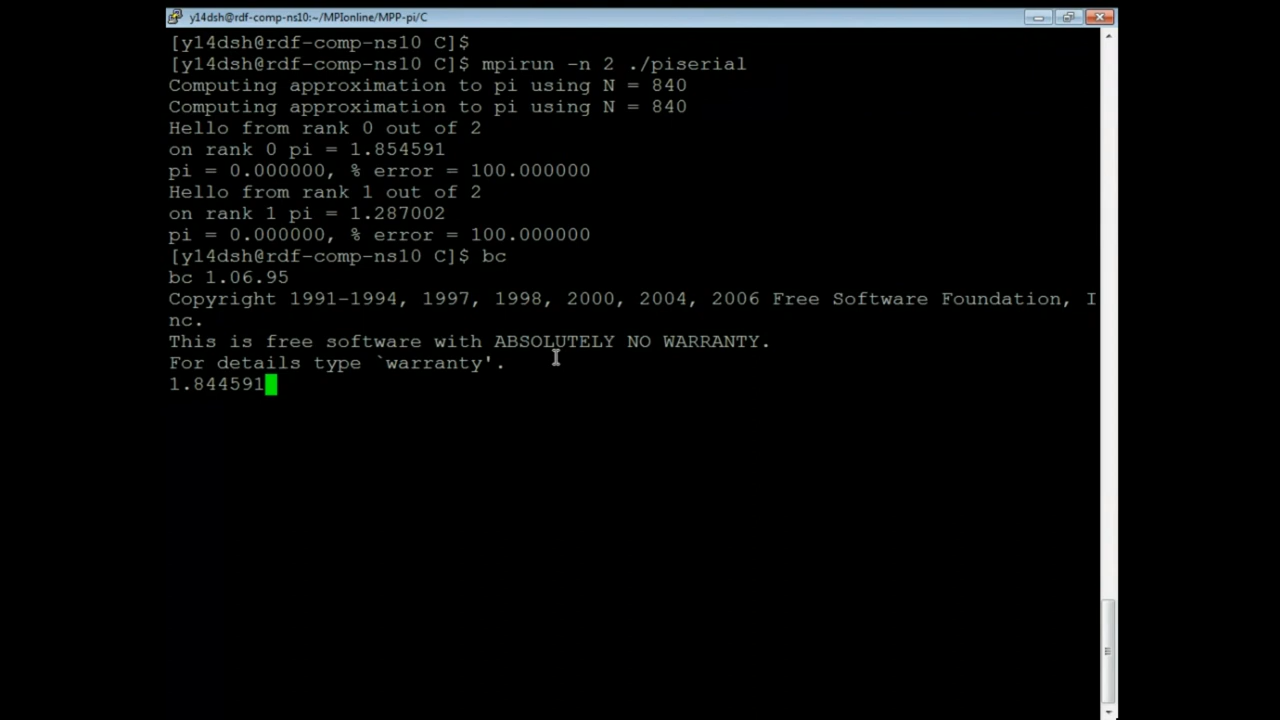 y14dsh@rdf-comp-ns10:~/MPIonline/MPP-pi/C
[y14dsh@rdf-comp-ns10 C]$
[y14dsh@rdf-comp-ns10 C]$ mpirun -n 2 ./piserial
Computing approximation to pi using N = 840
Computing approximation to pi using N = 840
Hello from rank 0 out of 2
on rank 0 pi = 1.854591
pi = 0.000000, % error = 100.000000
Hello from rank 1 out of 2
on rank 1 pi = 1.287002
pi = 0.000000, % error = 100.000000
[y14dsh@rdf-comp-ns10 C]$ bc
bc 1.06.95
Copyright 1991-1994, 1997, 1998, 2000, 2004, 2006 Free Software Foundation, I
nc.
This is free software with ABSOLUTELY NO WARRANTY.
For details type `warranty'.
1.844591